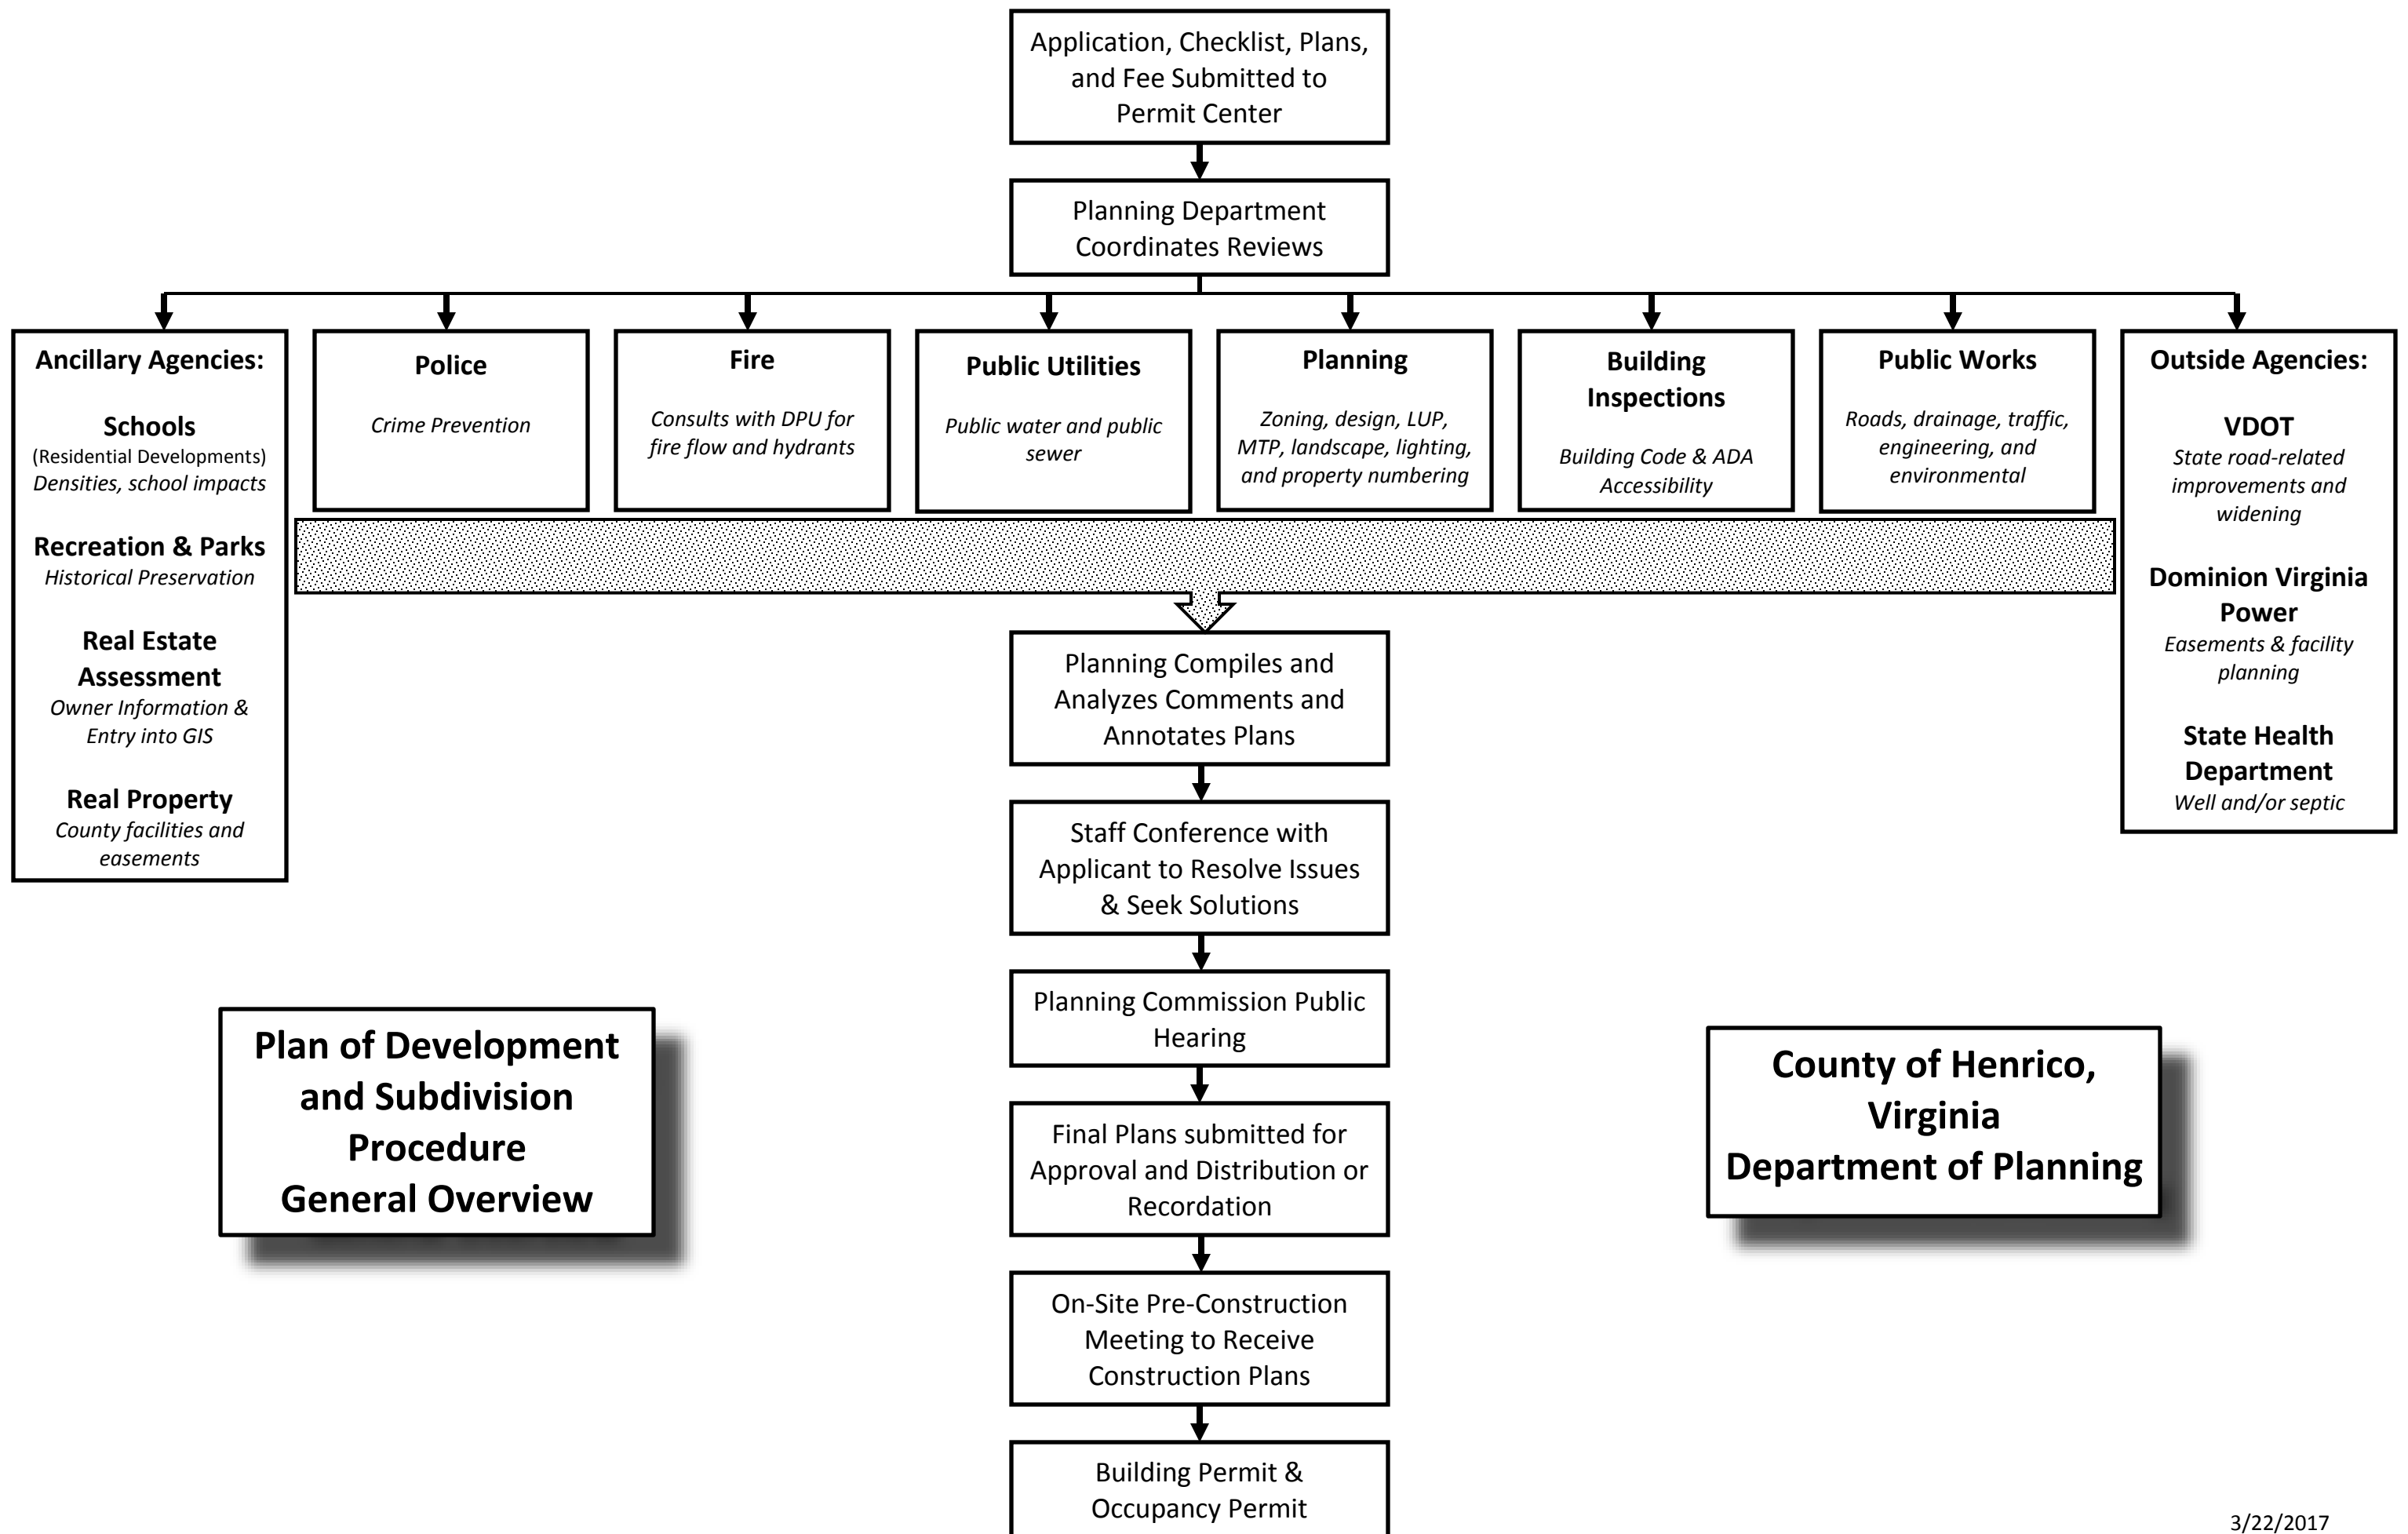 Application, Checklist, Plans,
and Fee Submitted to
Permit Center
Planning Department
Coordinates Reviews
Ancillary Agencies:
Schools
(Residential Developments)
Densities, school impacts
Recreation & Parks
Historical Preservation
Real Estate
Assessment
Owner Information &
Entry into GIS
Real Property
County facilities and
easements
Police
Crime Prevention
Fire
Consults with DPU for
fire flow and hydrants
Public Utilities
Public water and public
sewer
Planning
Zoning, design, LUP,
MTP, landscape, lighting,
and property numbering
Building
Inspections
Building Code & ADA
Accessibility
Public Works
Roads, drainage, traffic,
engineering, and
environmental
Outside Agencies:
VDOT
State road-related
improvements and
widening
Dominion Virginia
Power
Easements & facility
planning
State Health
Department
Well and/or septic
Planning Compiles and
Analyzes Comments and
Annotates Plans
Staff Conference with
Applicant to Resolve Issues
& Seek Solutions
Planning Commission Public
Hearing
Final Plans submitted for
Approval and Distribution or
Recordation
On-Site Pre-Construction
Meeting to Receive
Construction Plans
Building Permit &
Occupancy Permit
Plan of Development
and Subdivision
Procedure
General Overview
County of Henrico,
Virginia
Department of Planning
3/22/2017